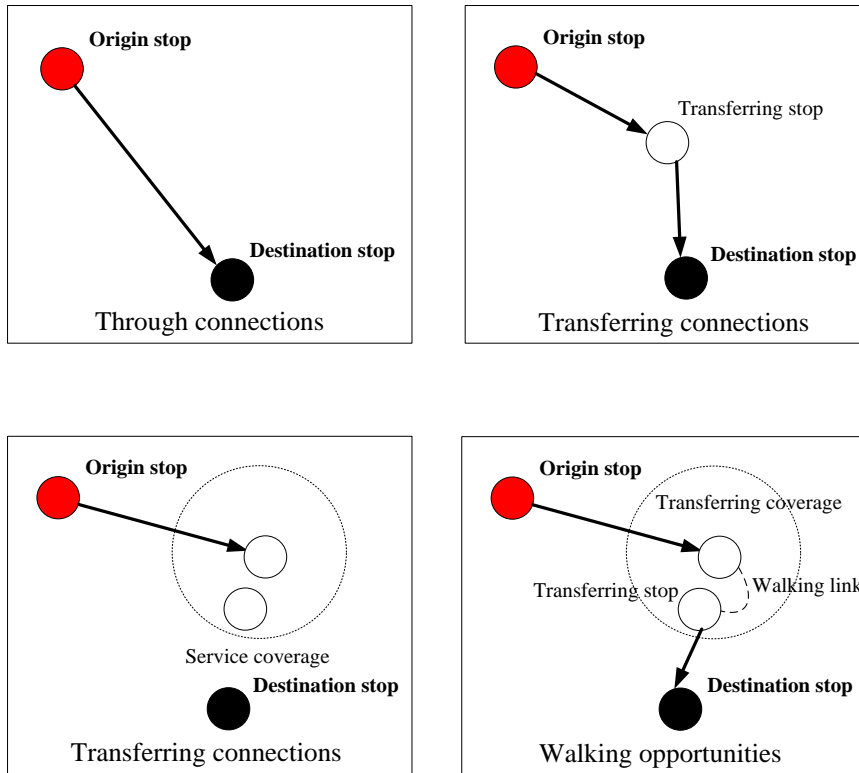 Origin stop
Destination stop
Through connections
Origin stop
Transferring stop
Destination stop
Transferring connections
Origin stop
Service coverage
Destination stop
Transferring connections
Origin stop
Transferring coverage
Walking link
Transferring stop
Destination stop
Walking opportunities